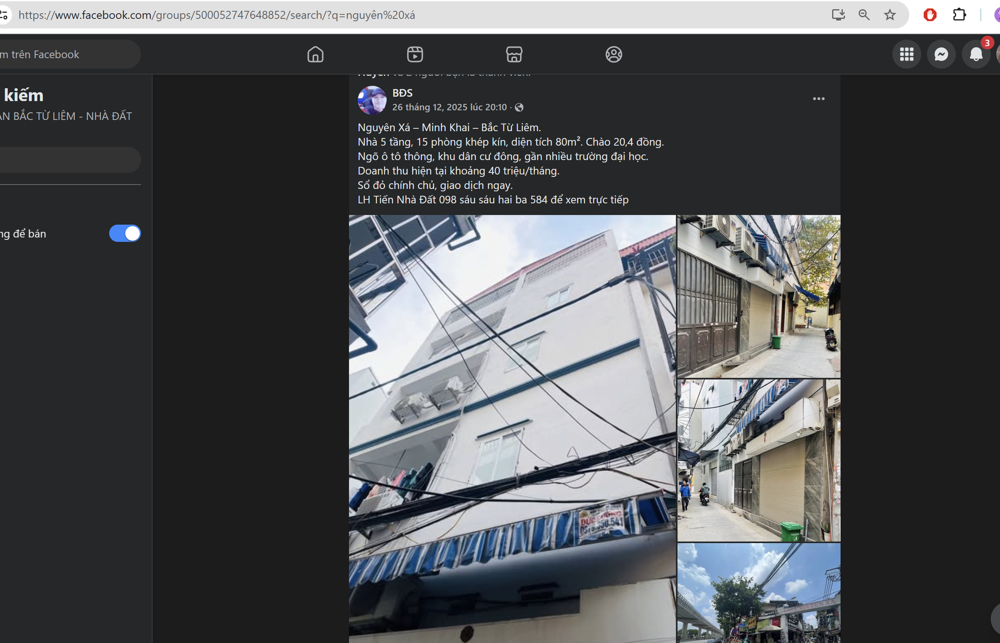 https://www.facebook.com/groups/500052747648852/search/?q=nguyên%20xá
m trên Facebook
3
kiếm
ÀN BẮC TỪ LIÊM - NHÀ ĐẤT
ng để bán
BĐS
26 tháng 12, 2025 lúc 20:10 ·
Nguyên Xá – Minh Khai – Bắc Từ Liêm.
Nhà 5 tầng, 15 phòng khép kín, diện tích 80m². Chào 20,4 đồng.
Ngõ ô tô thông, khu dân cư đông, gần nhiều trường đại học.
Doanh thu hiện tại khoảng 40 triệu/tháng.
Sổ đỏ chính chủ, giao dịch ngay.
LH Tiến Nhà Đất 098 sáu sáu hai ba 584 để xem trực tiếp
LÀNG NGUYÊN XÁ